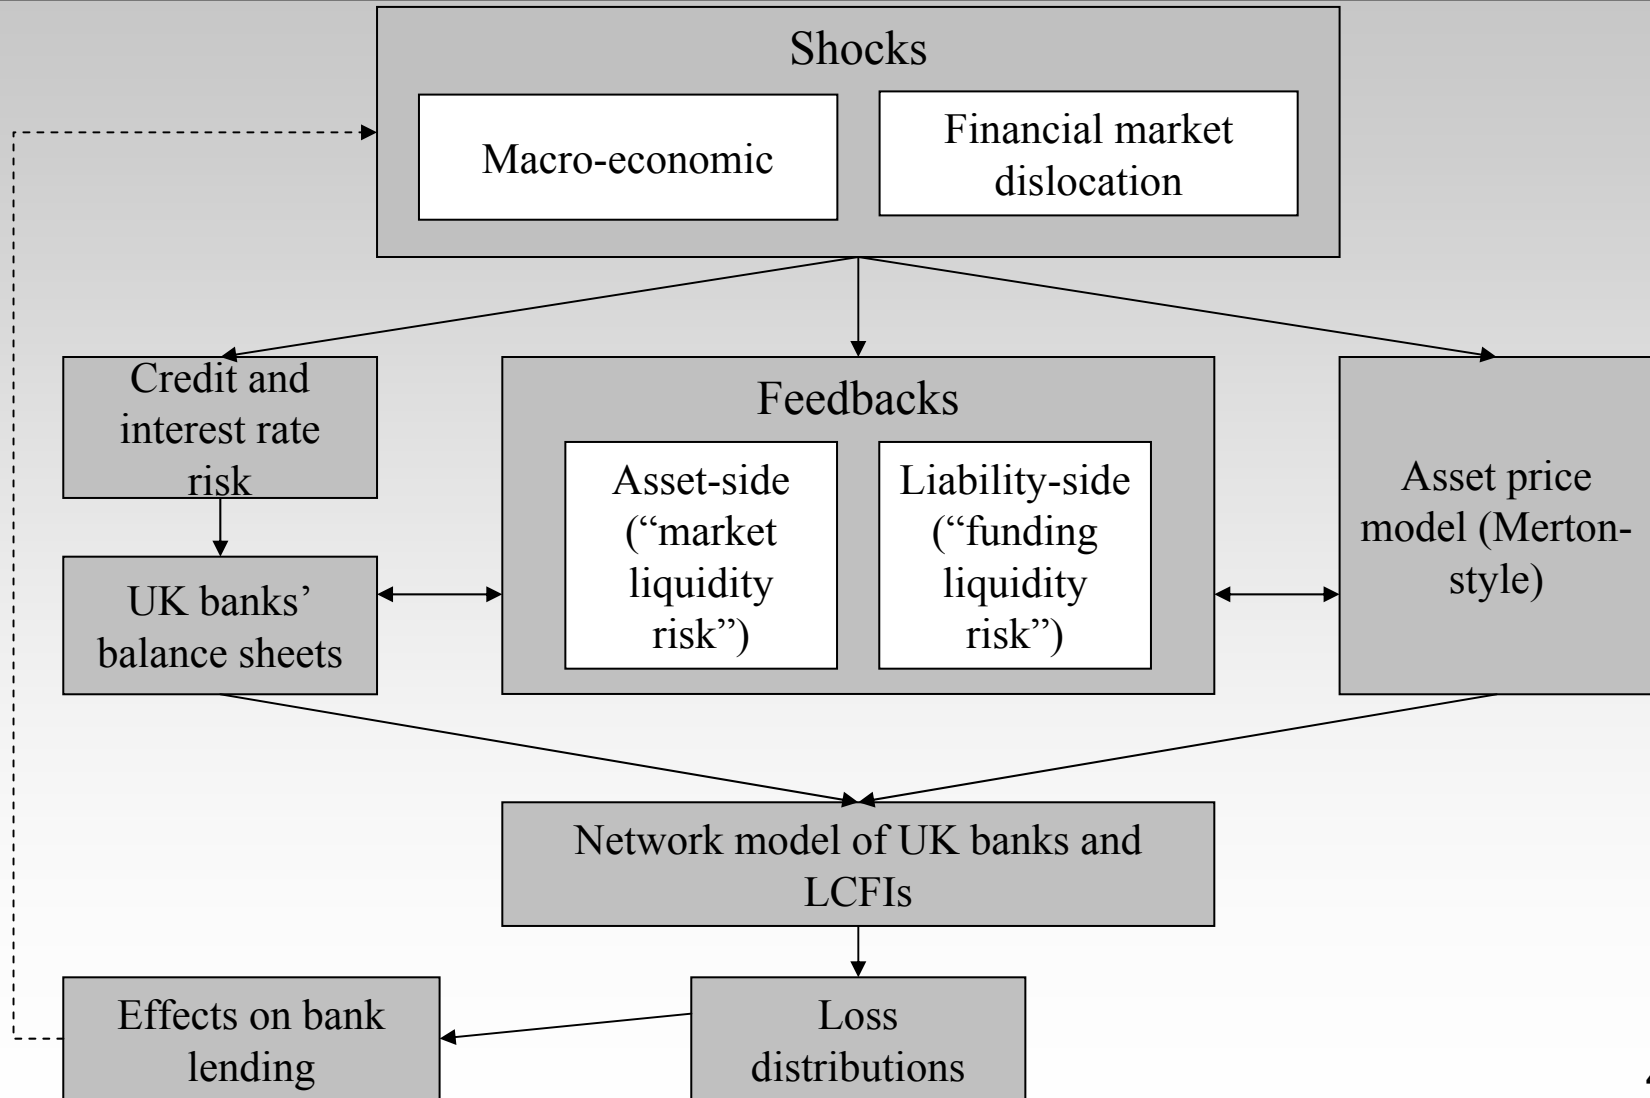 Shocks
Macro-economic
Financial market
dislocation
Credit and
interest rate
risk
Feedbacks
Asset-side
(“market
liquidity
risk”)
Liability-side
(“funding
liquidity
risk”)
Asset price
model (Merton-
style)
UK banks’
balance sheets
Network model of UK banks and
LCFIs
Effects on bank
lending
Loss
distributions